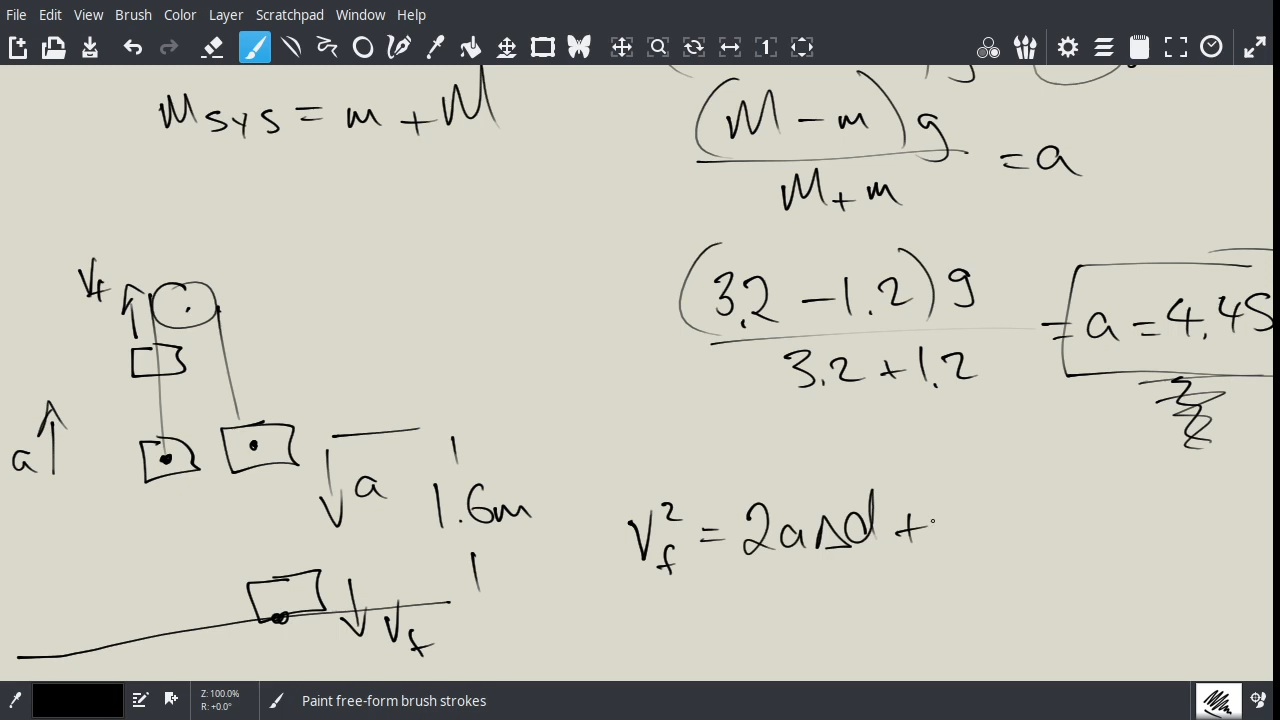 File Edit View Brush Color Layer Scratchpad Window Help
Msys = m + M
(M - m) g
M + m
= a
(3.2 - 1.2) g
3.2 + 1.2
= a = 4.45
Vf
a
a
1.6m
Vf
Vf² = 2aΔd +
Z: 100.0%
R: +0.0°
Paint free-form brush strokes